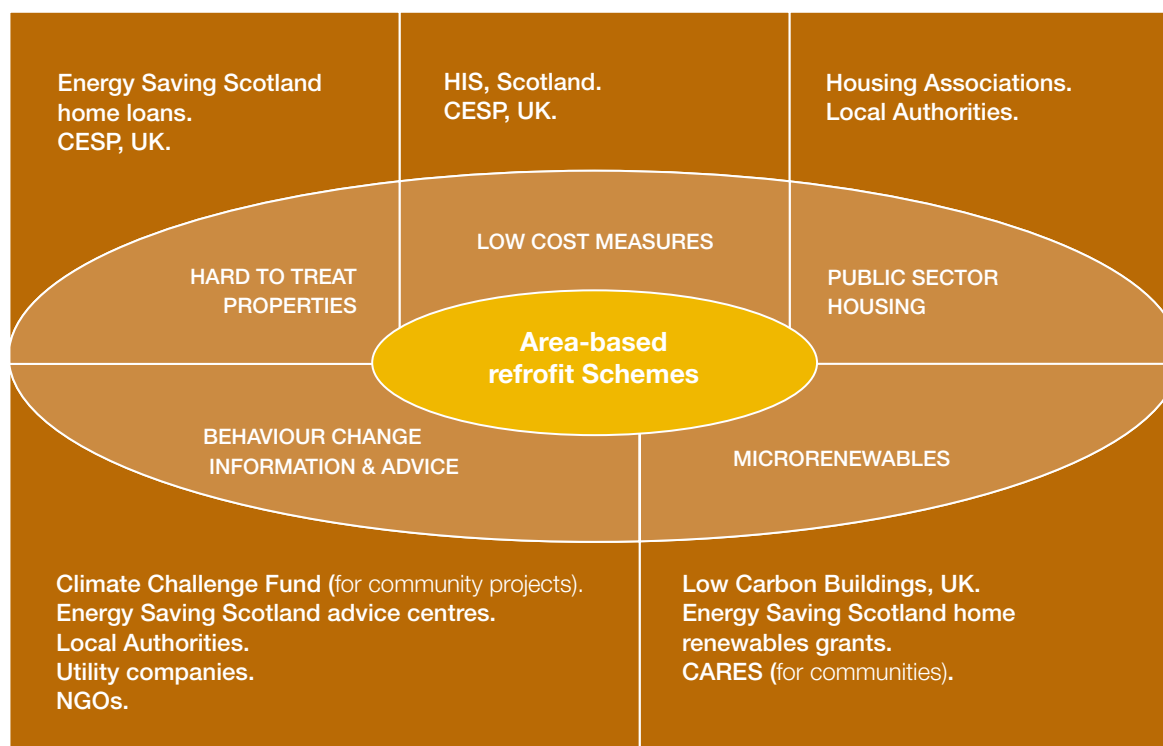 Energy Saving Scotland
home loans.
CESP, UK.
HIS, Scotland.
CESP, UK.
Housing Associations.
Local Authorities.
HARD TO TREAT
PROPERTIES
LOW COST MEASURES
PUBLIC SECTOR
HOUSING
Area-based
refrofit Schemes
BEHAVIOUR CHANGE
INFORMATION & ADVICE
MICRORENEWABLES
Climate Challenge Fund (for community projects).
Energy Saving Scotland advice centres.
Local Authorities.
Utility companies.
NGOs.
Low Carbon Buildings, UK.
Energy Saving Scotland home
renewables grants.
CARES (for communities).